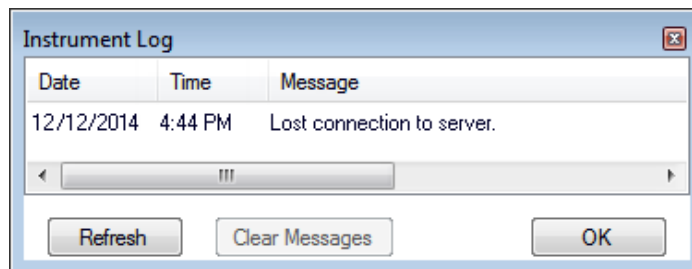 Instrument Log
Date Time Message
12/12/2014 4:44 PM Lost connection to server.
Refresh Clear Messages OK